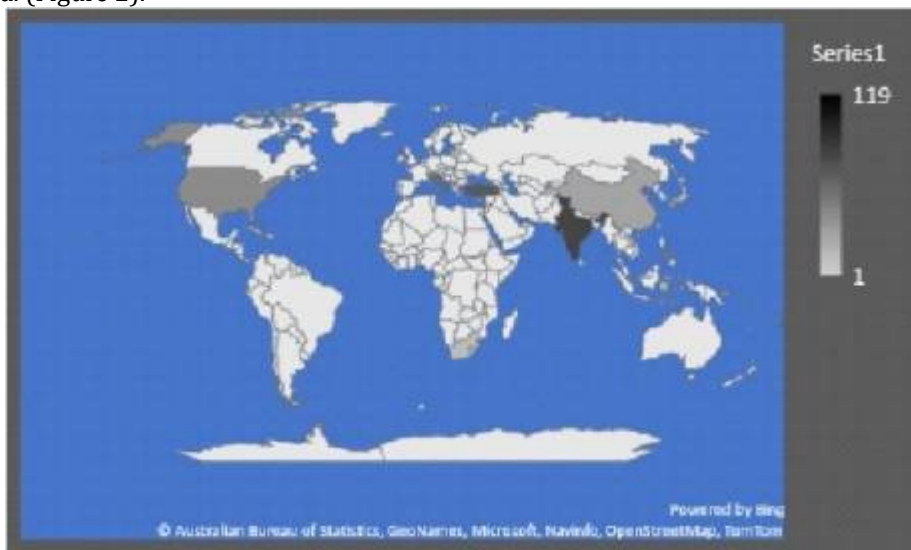 Series1
119
1
Powered by Bing
© Australian Bureau of Statistics, GeoNames, Microsoft, Navinfo, OpenStreetMap, TomTom